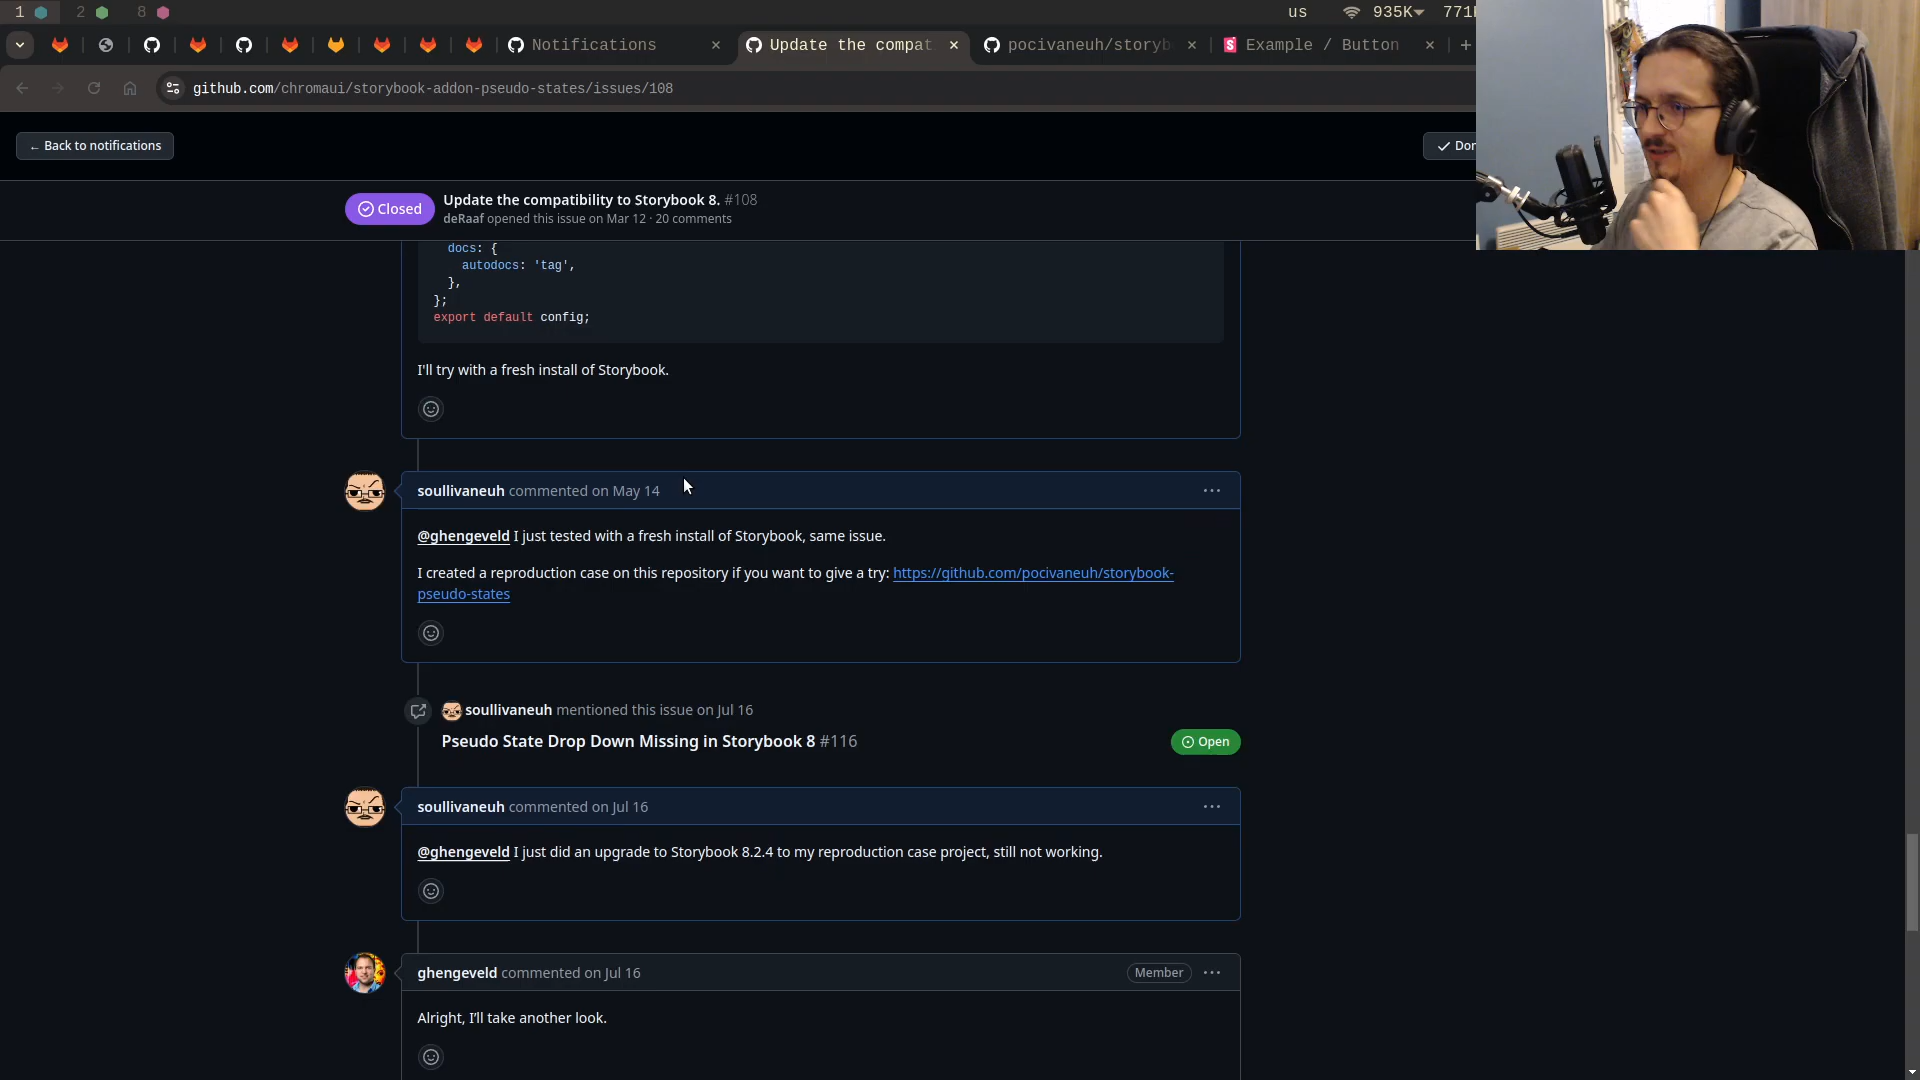 1 2 8 us 935K 771
Notifications Update the compat pocivaneuh/storyb Example / Button
github.com/chromaui/storybook-addon-pseudo-states/issues/108
← Back to notifications
Closed Update the compatibility to Storybook 8. #108
deRaaf opened this issue on Mar 12 · 20 comments
docs: {
autodocs: 'tag',
},
};
export default config;
I'll try with a fresh install of Storybook.
soullivaneuh commented on May 14
@ghengeveld I just tested with a fresh install of Storybook, same issue.
I created a reproduction case on this repository if you want to give a try: https://github.com/pocivaneuh/storybook-
pseudo-states
soullivaneuh mentioned this issue on Jul 16
Pseudo State Drop Down Missing in Storybook 8 #116 Open
soullivaneuh commented on Jul 16
@ghengeveld I just did an upgrade to Storybook 8.2.4 to my reproduction case project, still not working.
ghengeveld commented on Jul 16 Member
Alright, I'll take another look.